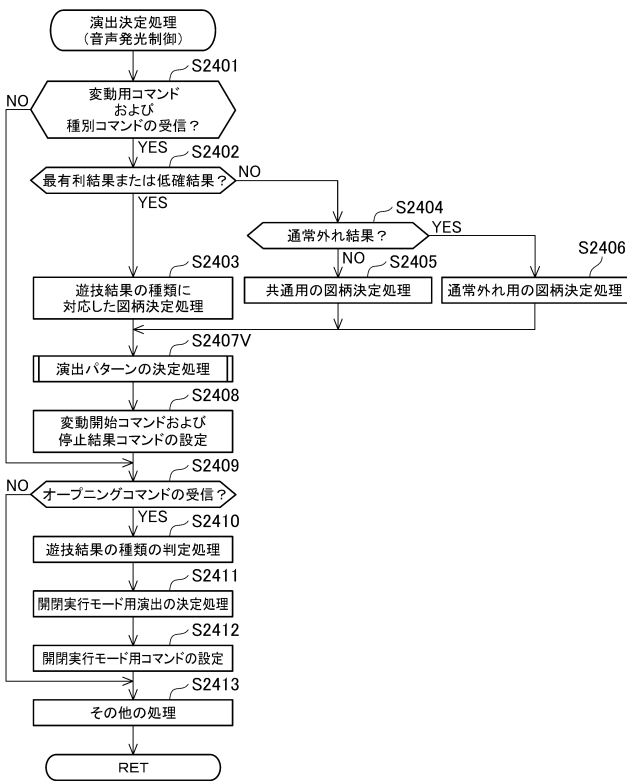 演出決定処理
(音声発光制御)
S2401
変動用コマンド
および
種別コマンドの受信？
NO
YES
S2402
最有利結果または低確結果？
NO
YES
S2404
通常外れ結果？
YES
NO
S2403
遊技結果の種類に
対応した図柄決定処理
S2405
共通用の図柄決定処理
S2406
通常外れ用の図柄決定処理
S2407V
演出パターンの決定処理
S2408
変動開始コマンドおよび
停止結果コマンドの設定
S2409
オープニングコマンドの受信？
NO
YES
S2410
遊技結果の種類の判定処理
S2411
開閉実行モード用演出の決定処理
S2412
開閉実行モード用コマンドの設定
S2413
その他の処理
RET